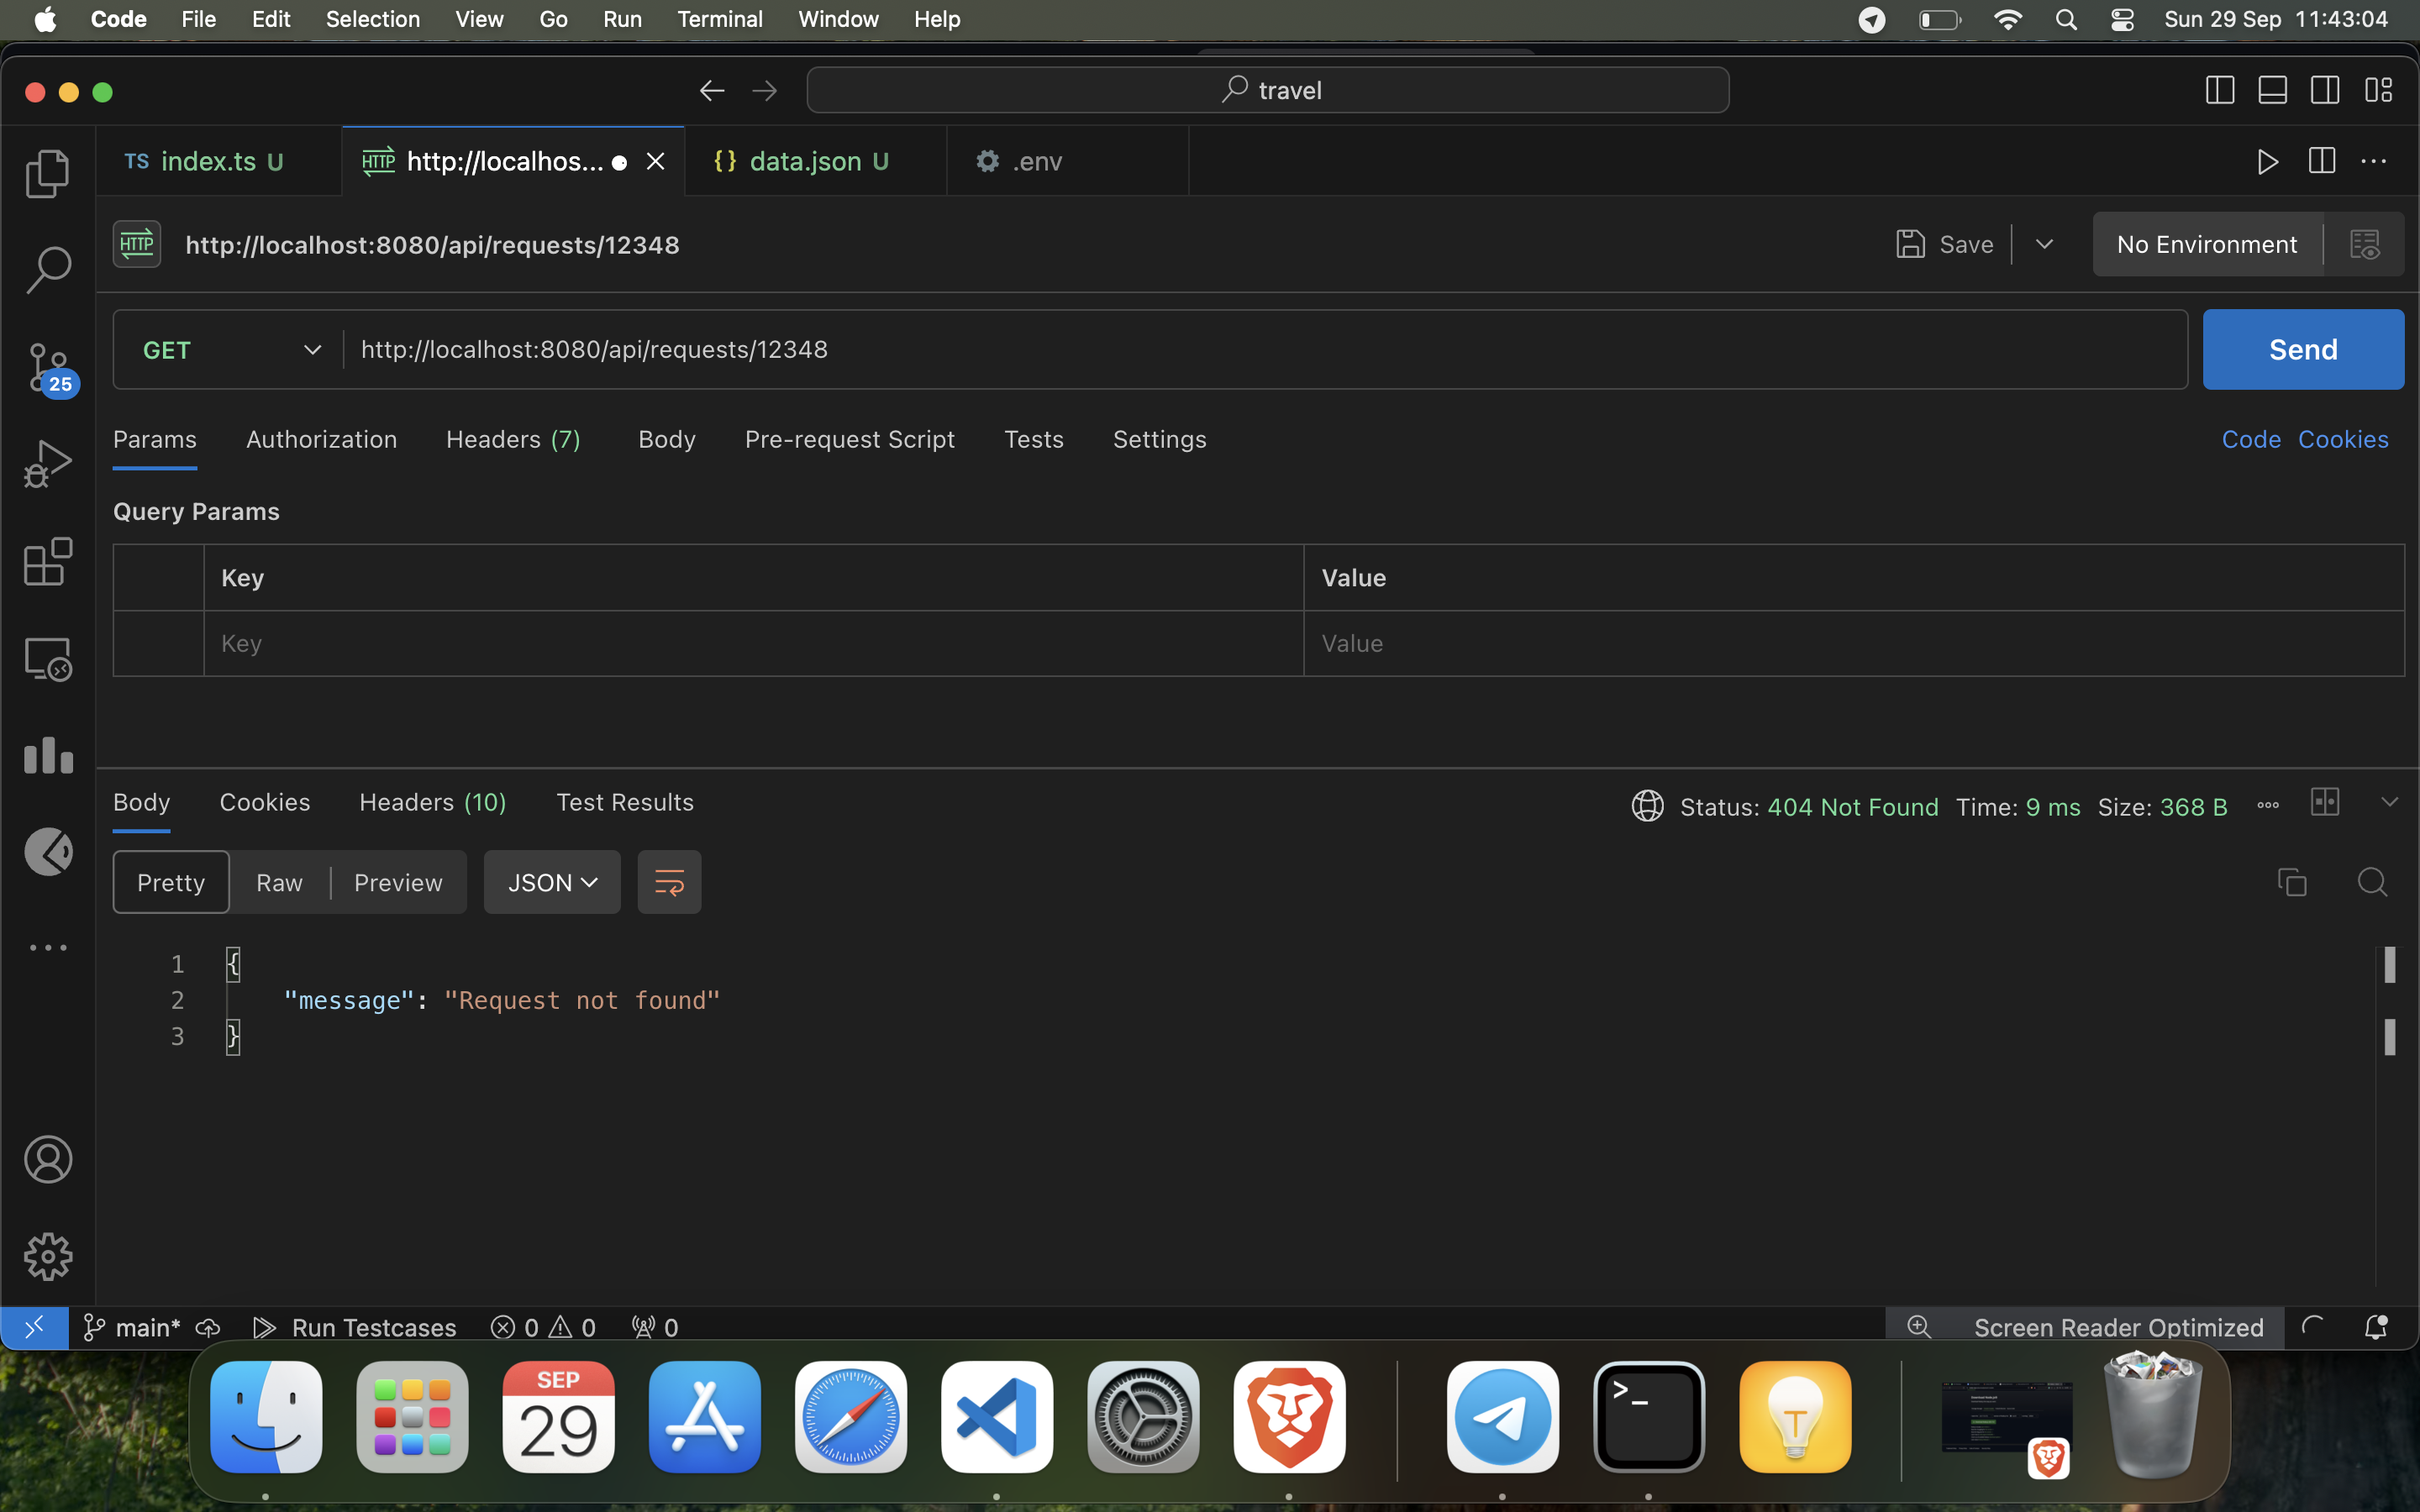 Code File Edit Selection View Go Run Terminal Window Help Sun 29 Sep 11:43:04
travel
TS index.ts U HTTP http://localhos... {} data.json U .env
HTTP http://localhost:8080/api/requests/12348 Save No Environment
GET http://localhost:8080/api/requests/12348 Send
25
Params Authorization Headers (7) Body Pre-request Script Tests Settings Code Cookies
Query Params
Key Value
Key Value
Body Cookies Headers (10) Test Results Status: 404 Not Found Time: 9 ms Size: 368 B
Pretty Raw Preview JSON
1 {
2 "message": "Request not found"
3 }
main* Run Testcases 0 0 0 Screen Reader Optimized
SEP
29
>_
T